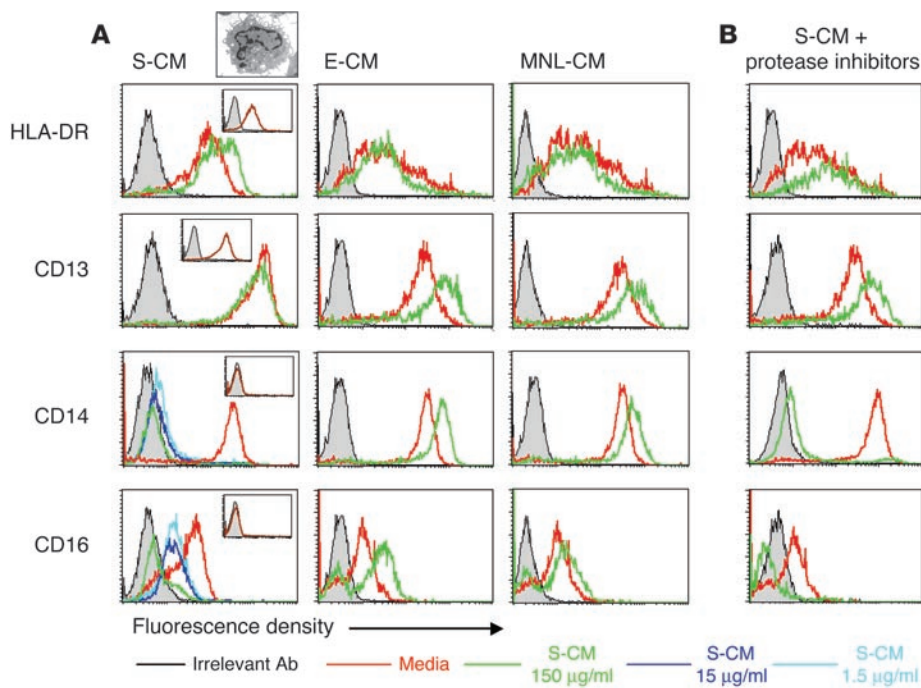 A
B
S-CM
E-CM
MNL-CM
S-CM +
protease inhibitors
HLA-DR
CD13
CD14
CD16
Fluorescence density
Irrelevant Ab
Media
S-CM
150 µg/ml
S-CM
15 µg/ml
S-CM
1.5 µg/ml